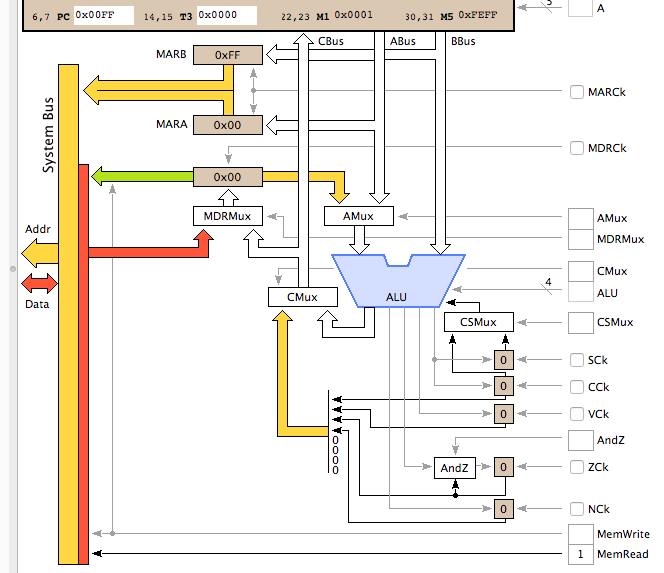 5 A
6,7 PC 0x00FF 14,15 T3 0x0000 22,23 M1 0x0001 30,31 M5 0xFEFF
CBus ABus BBus
MARB 0xFF
MARCk
System Bus
MARA 0x00
MDRCk
0x00
MDRMux AMux AMux
Addr MDRMux
CMux
4
Data CMux ALU ALU
CSMux CSMux
0 SCk
0 CCk
0 VCk
0
0
0
0
AndZ
AndZ 0 ZCk
0 NCk
MemWrite
1 MemRead